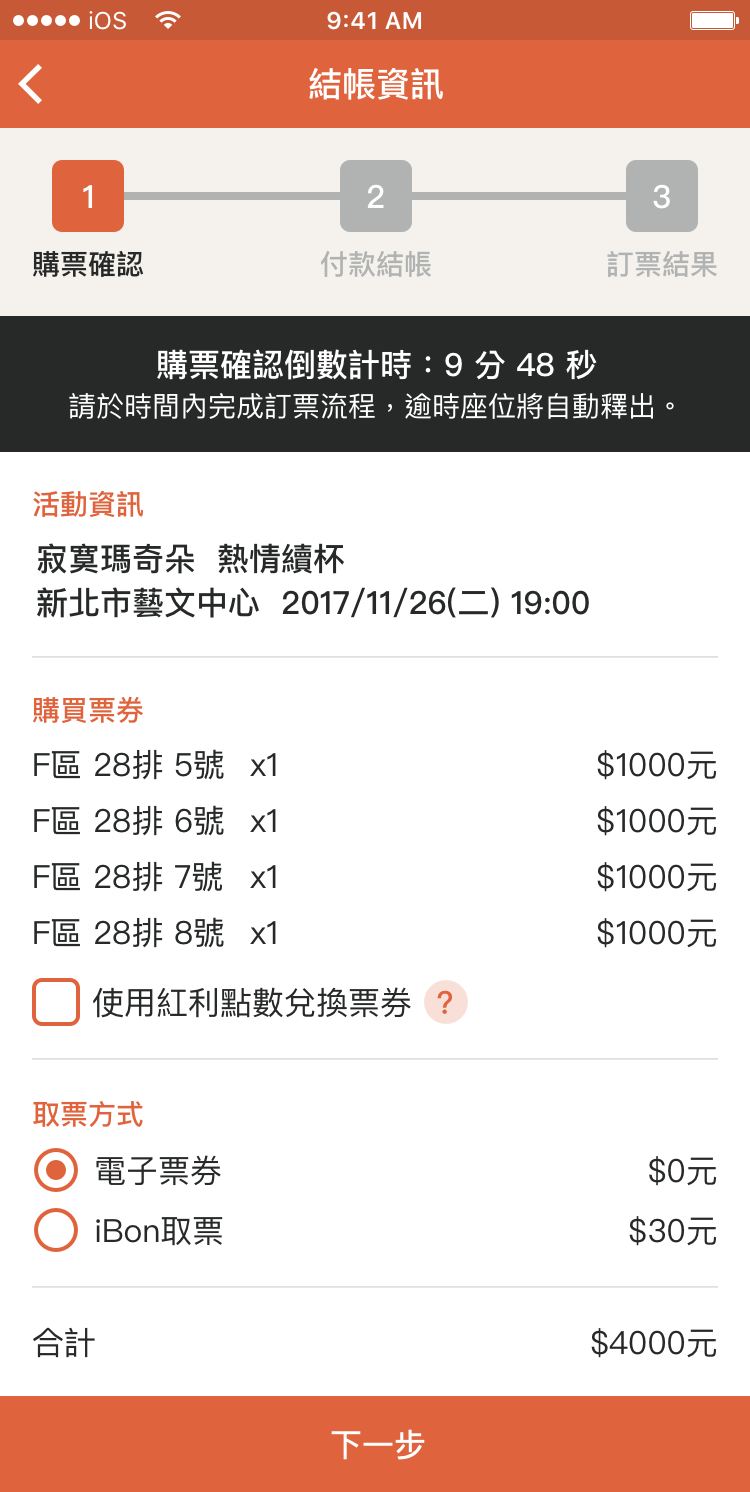 iOS 9:41 AM
結帳資訊
1 2 3
購票確認 付款結帳 訂票結果
購票確認倒數計時：9 分 48 秒
請於時間內完成訂票流程，逾時座位將自動釋出。
活動資訊
寂寞瑪奇朵 熱情續杯
新北市藝文中心 2017/11/26(二) 19:00
購買票券
F區 28排 5號 x1 $1000元
F區 28排 6號 x1 $1000元
F區 28排 7號 x1 $1000元
F區 28排 8號 x1 $1000元
使用紅利點數兌換票券 ?
取票方式
電子票券 $0元
iBon取票 $30元
合計 $4000元
下一步